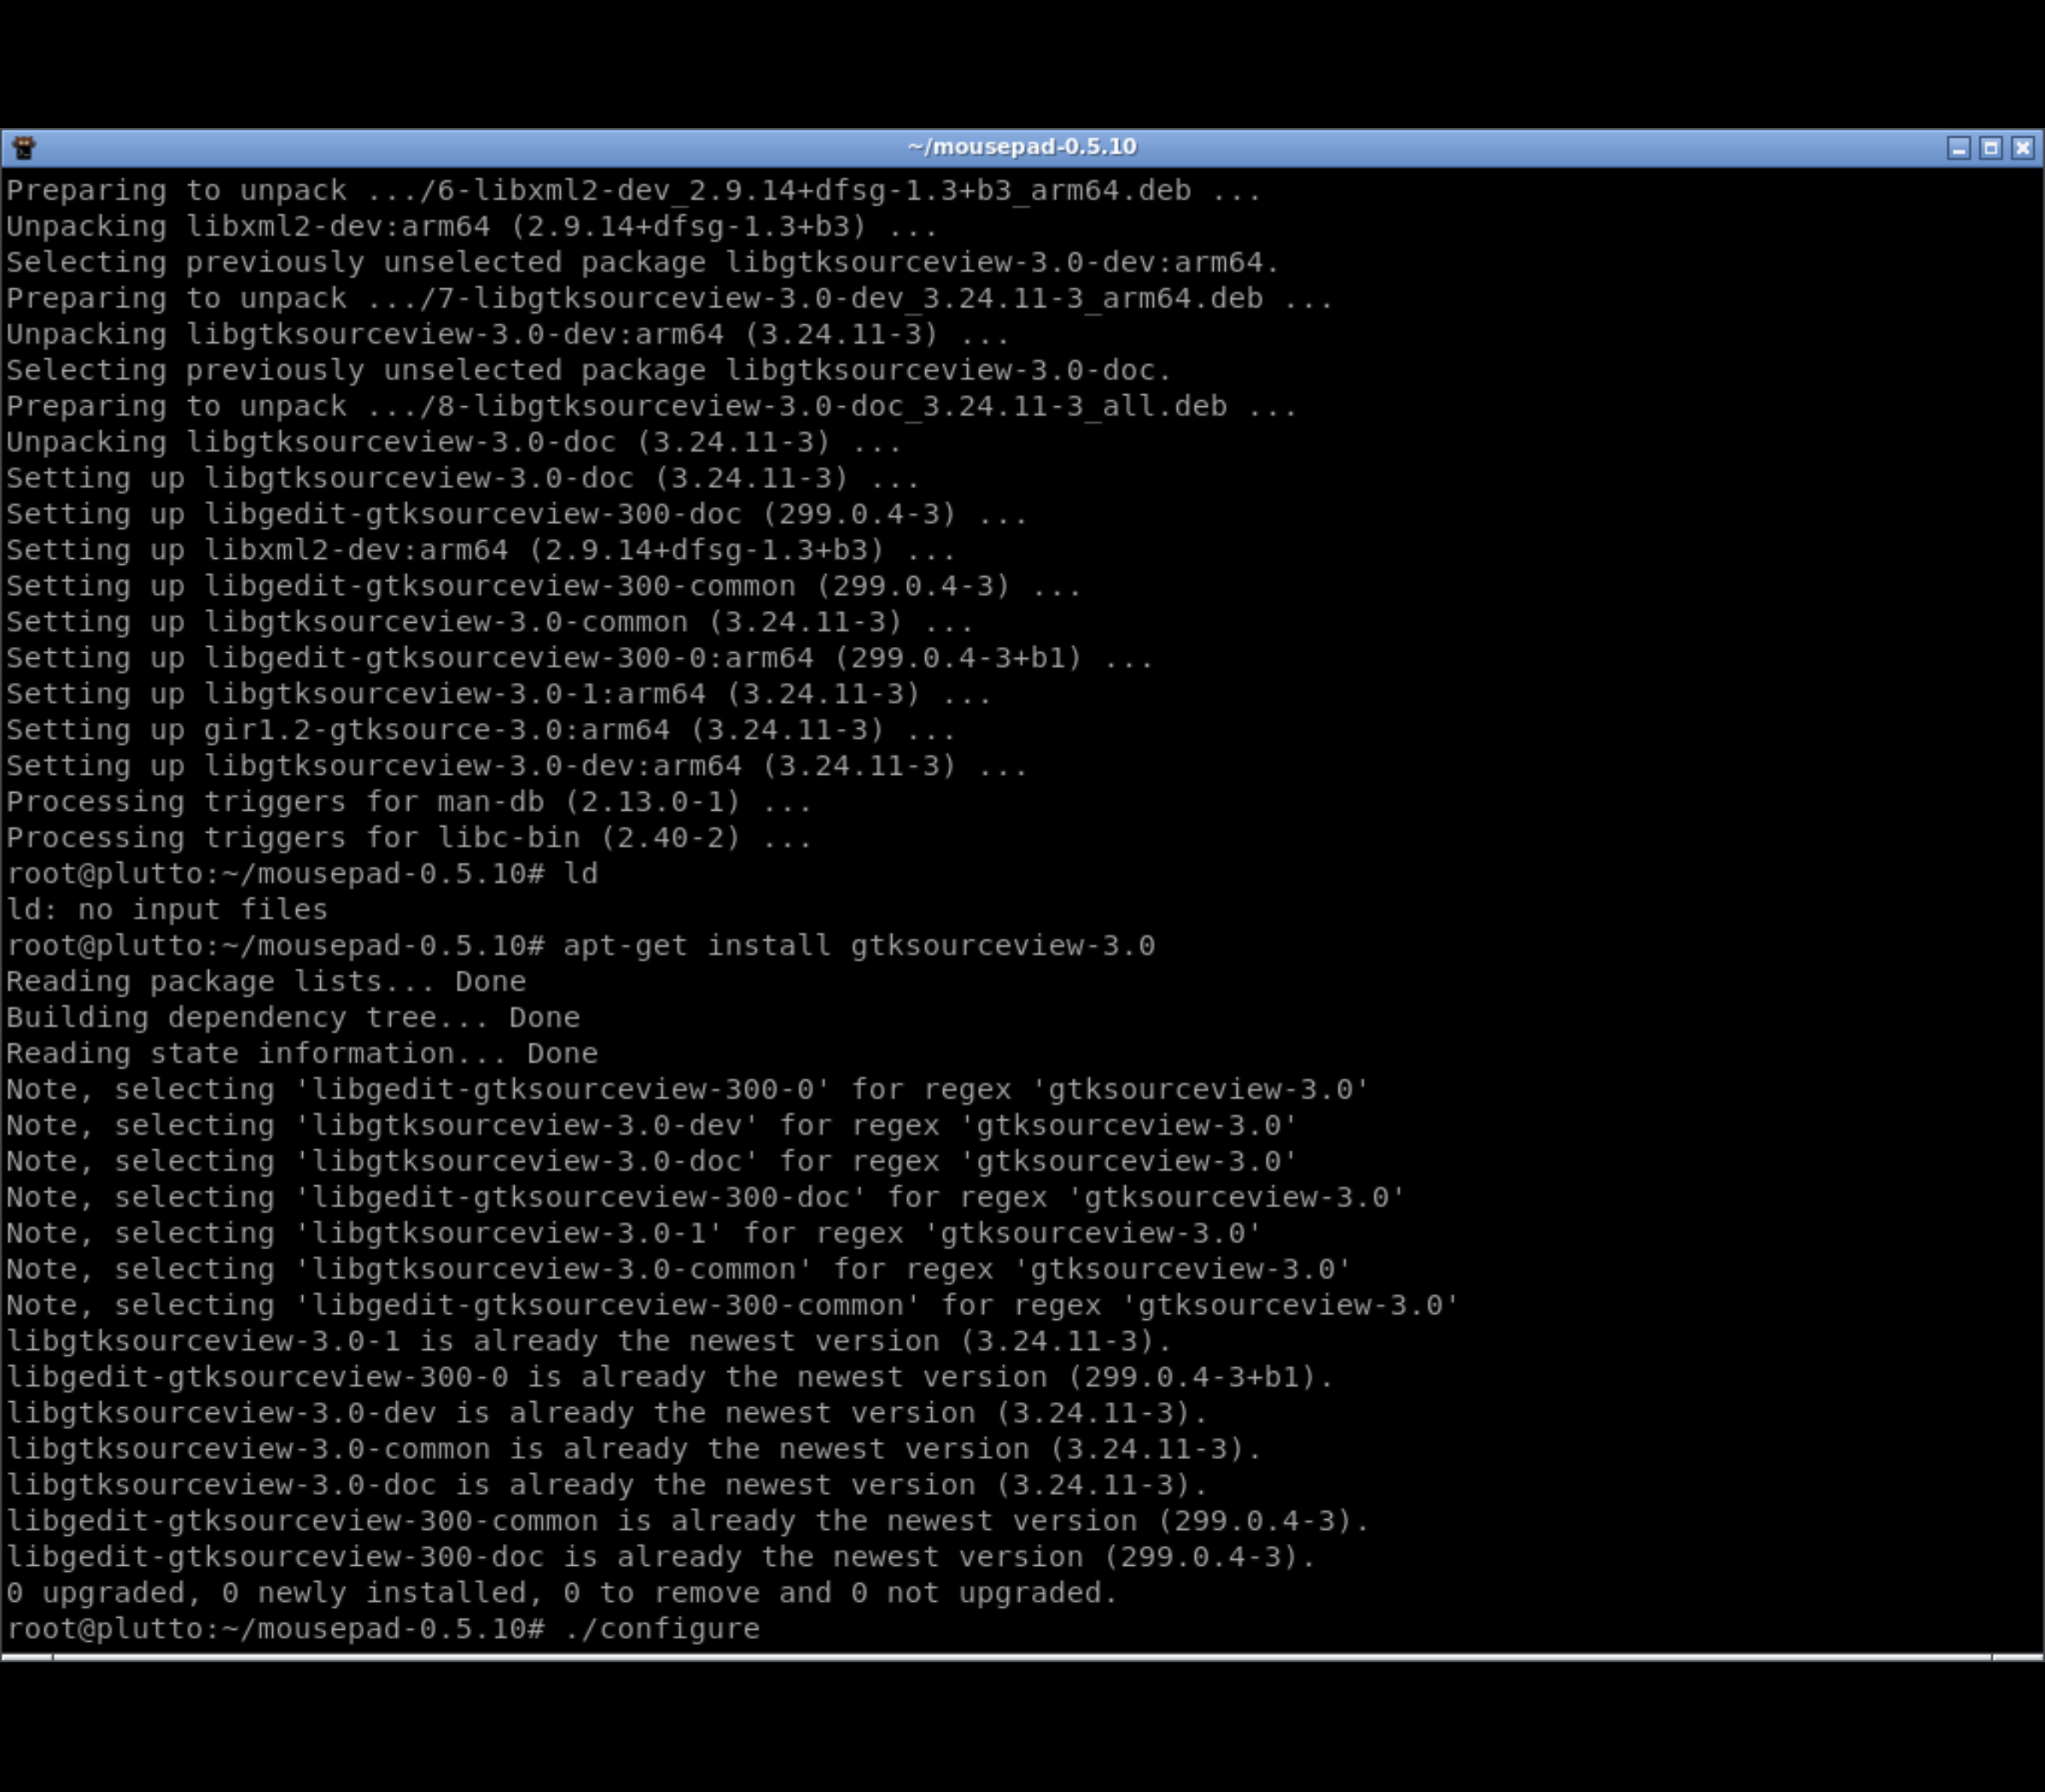 ~/mousepad-0.5.10
Preparing to unpack .../6-libxml2-dev_2.9.14+dfsg-1.3+b3_arm64.deb ...
Unpacking libxml2-dev:arm64 (2.9.14+dfsg-1.3+b3) ...
Selecting previously unselected package libgtksourceview-3.0-dev:arm64.
Preparing to unpack .../7-libgtksourceview-3.0-dev_3.24.11-3_arm64.deb ...
Unpacking libgtksourceview-3.0-dev:arm64 (3.24.11-3) ...
Selecting previously unselected package libgtksourceview-3.0-doc.
Preparing to unpack .../8-libgtksourceview-3.0-doc_3.24.11-3_all.deb ...
Unpacking libgtksourceview-3.0-doc (3.24.11-3) ...
Setting up libgtksourceview-3.0-doc (3.24.11-3) ...
Setting up libgedit-gtksourceview-300-doc (299.0.4-3) ...
Setting up libxml2-dev:arm64 (2.9.14+dfsg-1.3+b3) ...
Setting up libgedit-gtksourceview-300-common (299.0.4-3) ...
Setting up libgtksourceview-3.0-common (3.24.11-3) ...
Setting up libgedit-gtksourceview-300-0:arm64 (299.0.4-3+b1) ...
Setting up libgtksourceview-3.0-1:arm64 (3.24.11-3) ...
Setting up gir1.2-gtksource-3.0:arm64 (3.24.11-3) ...
Setting up libgtksourceview-3.0-dev:arm64 (3.24.11-3) ...
Processing triggers for man-db (2.13.0-1) ...
Processing triggers for libc-bin (2.40-2) ...
root@plutto:~/mousepad-0.5.10# ld
ld: no input files
root@plutto:~/mousepad-0.5.10# apt-get install gtksourceview-3.0
Reading package lists... Done
Building dependency tree... Done
Reading state information... Done
Note, selecting 'libgedit-gtksourceview-300-0' for regex 'gtksourceview-3.0'
Note, selecting 'libgtksourceview-3.0-dev' for regex 'gtksourceview-3.0'
Note, selecting 'libgtksourceview-3.0-doc' for regex 'gtksourceview-3.0'
Note, selecting 'libgedit-gtksourceview-300-doc' for regex 'gtksourceview-3.0'
Note, selecting 'libgtksourceview-3.0-1' for regex 'gtksourceview-3.0'
Note, selecting 'libgtksourceview-3.0-common' for regex 'gtksourceview-3.0'
Note, selecting 'libgedit-gtksourceview-300-common' for regex 'gtksourceview-3.0'
libgtksourceview-3.0-1 is already the newest version (3.24.11-3).
libgedit-gtksourceview-300-0 is already the newest version (299.0.4-3+b1).
libgtksourceview-3.0-dev is already the newest version (3.24.11-3).
libgtksourceview-3.0-common is already the newest version (3.24.11-3).
libgtksourceview-3.0-doc is already the newest version (3.24.11-3).
libgedit-gtksourceview-300-common is already the newest version (299.0.4-3).
libgedit-gtksourceview-300-doc is already the newest version (299.0.4-3).
0 upgraded, 0 newly installed, 0 to remove and 0 not upgraded.
root@plutto:~/mousepad-0.5.10# ./configure